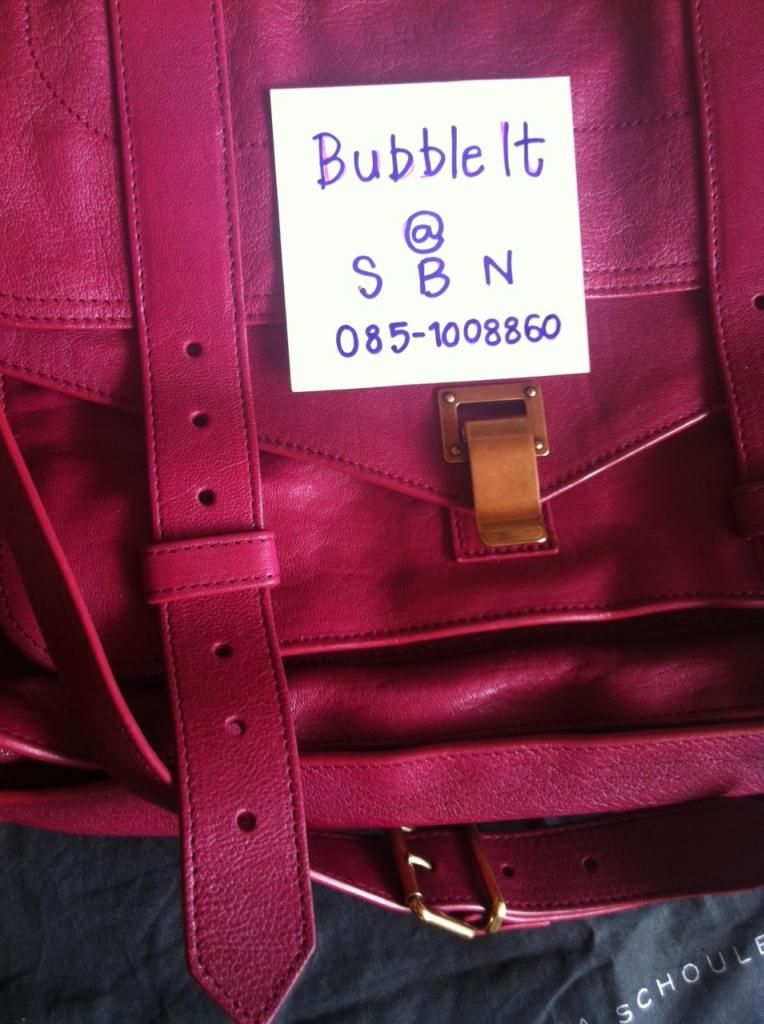 Bubble It
@
S B N
085-1008860
A SCHOULE